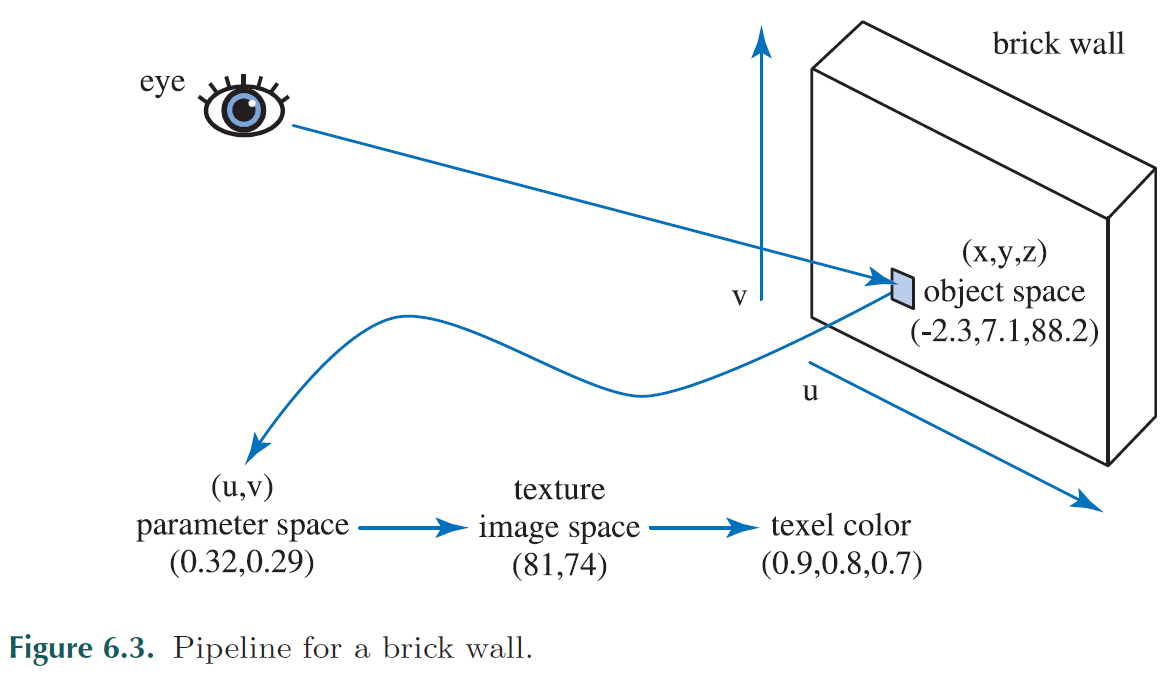 brick wall
eye
(x,y,z)
object space
(-2.3,7.1,88.2)
v
u
(u,v)
parameter space
(0.32,0.29)
texture
image space
(81,74)
texel color
(0.9,0.8,0.7)
Figure 6.3. Pipeline for a brick wall.